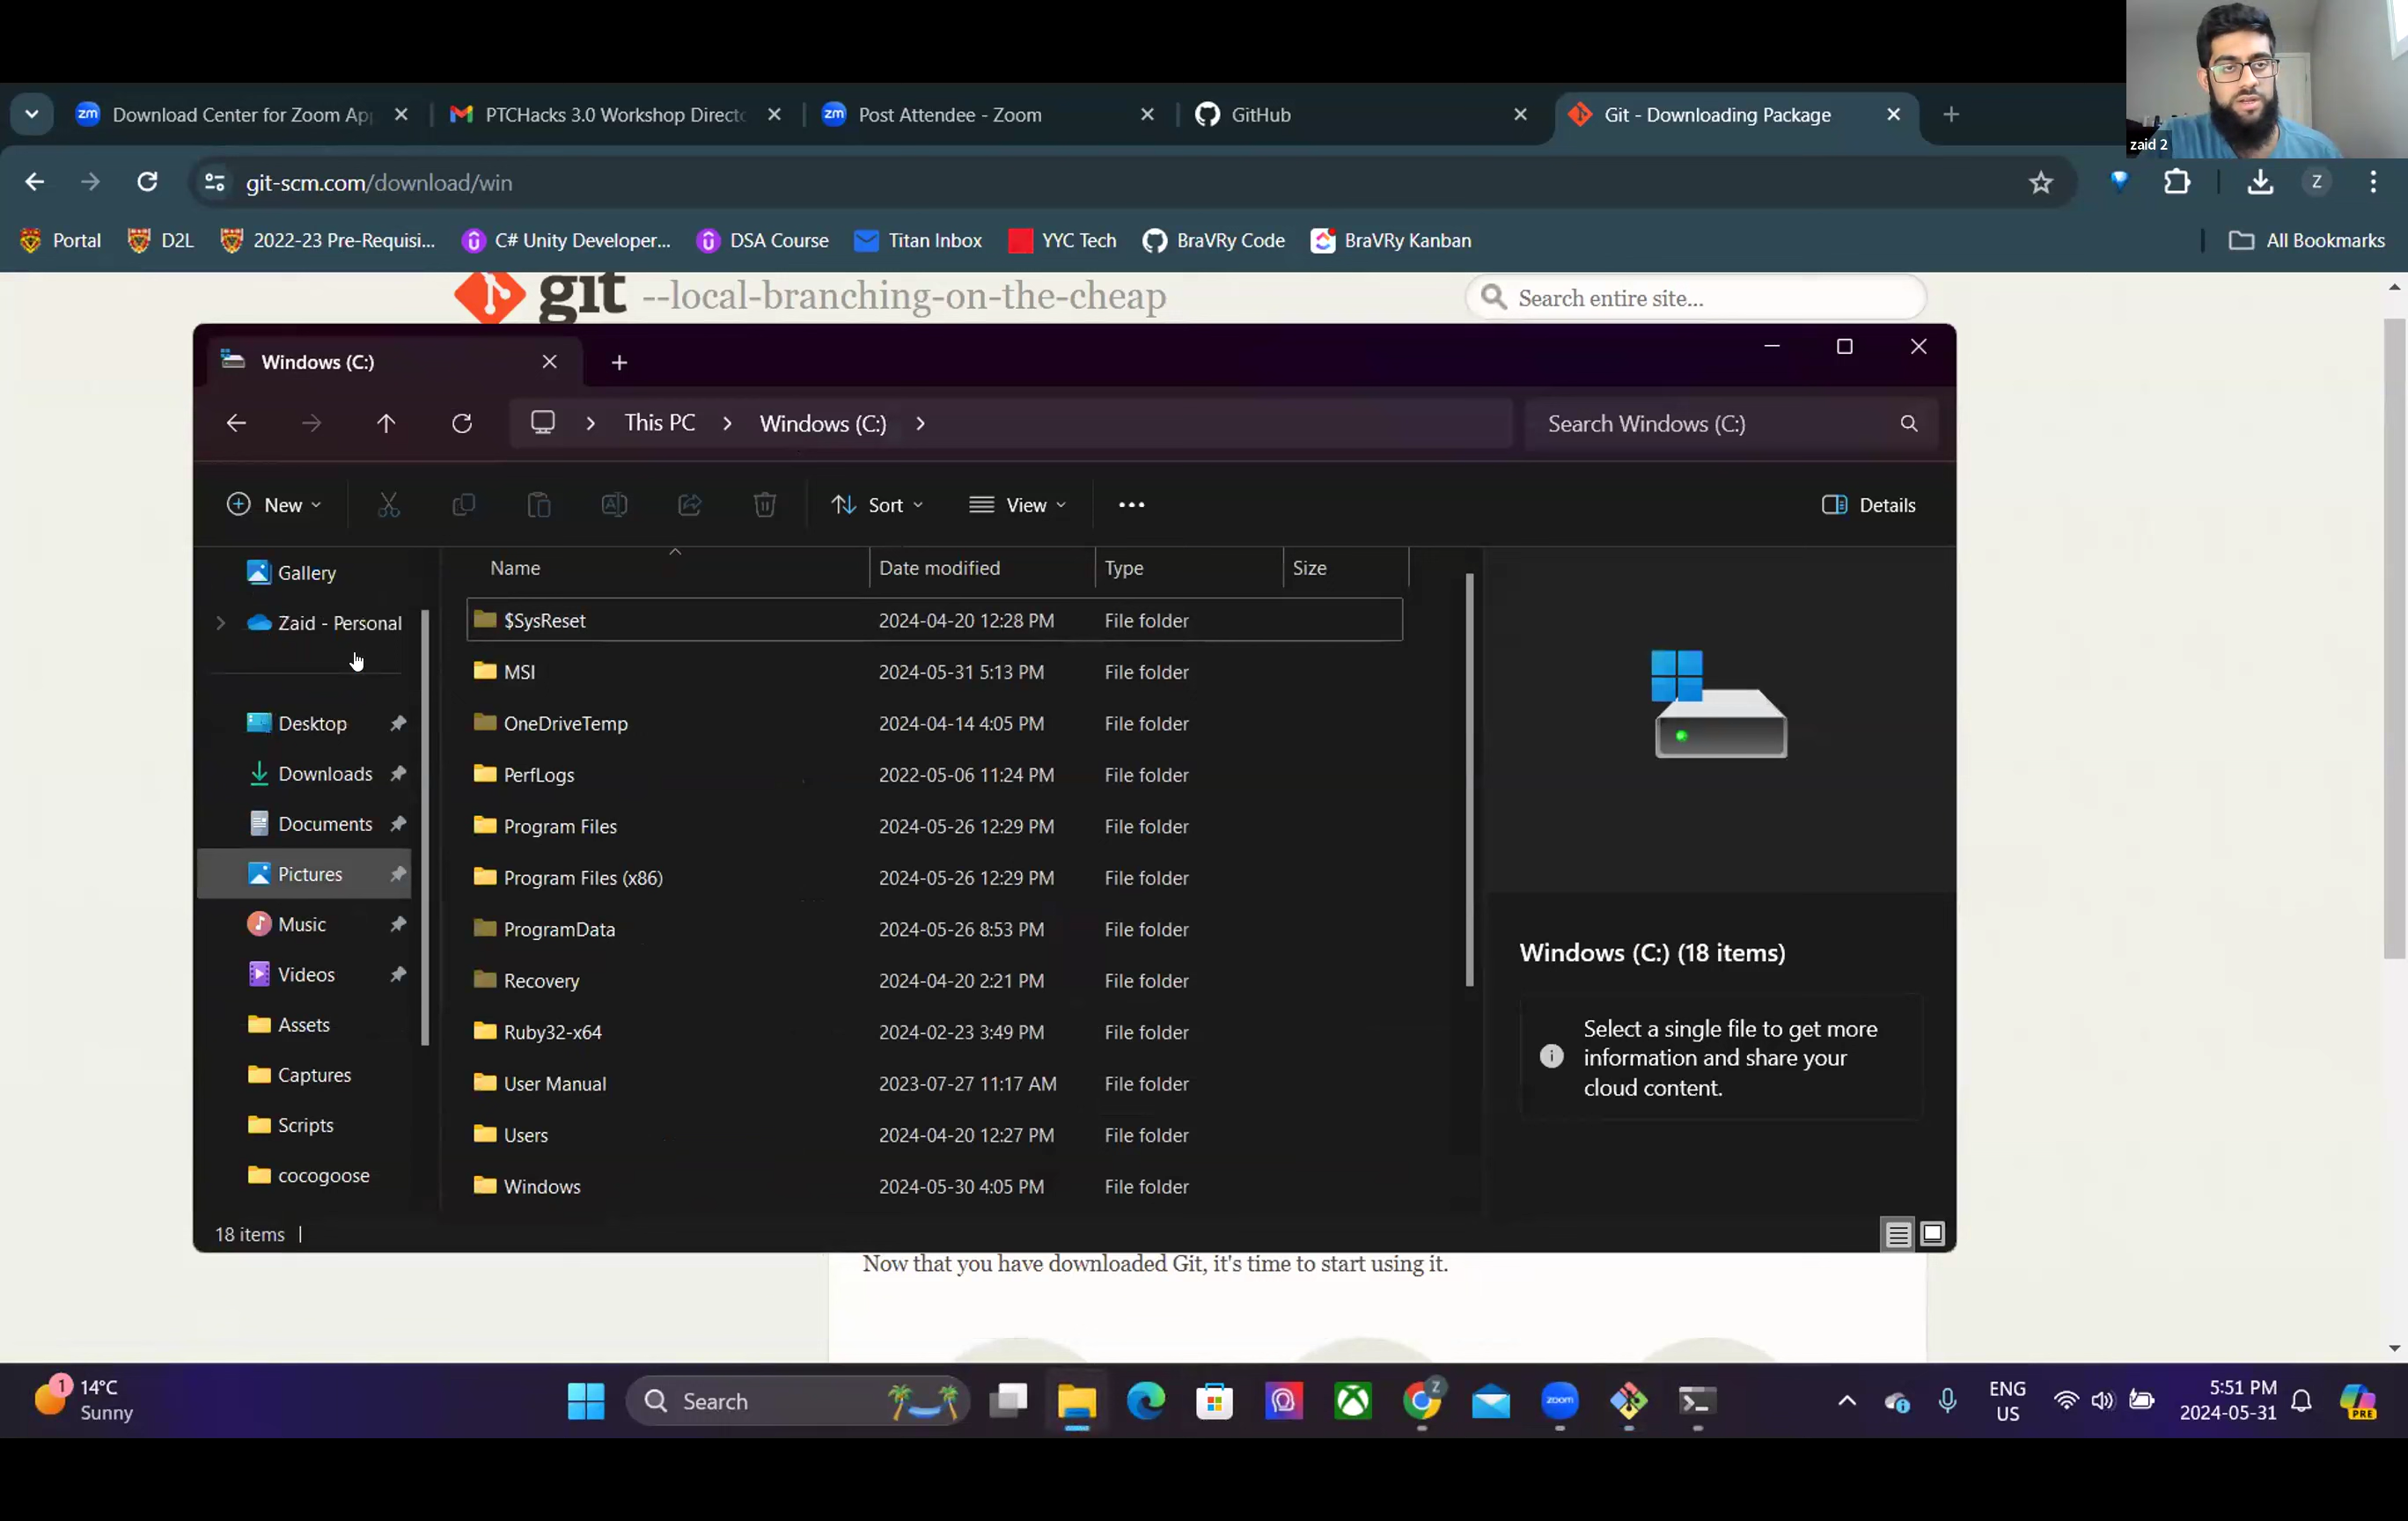 Download Center for Zoom Ap
PTCHacks 3.0 Workshop Directo
Post Attendee - Zoom
GitHub
Git - Downloading Package
zaid 2
git-scm.com/download/win
Z
Portal
D2L
2022-23 Pre-Requisi...
C# Unity Developer...
DSA Course
Titan Inbox
YYC Tech
BraVRy Code
BraVRy Kanban
All Bookmarks
git --local-branching-on-the-cheap
Search entire site...
Windows (C:)
This PC
Windows (C:)
Search Windows (C:)
New
Sort
View
Details
Name Date modified Type Size
Gallery
Zaid - Personal
Desktop
Downloads
Documents
Pictures
Music
Videos
Assets
Captures
Scripts
cocogoose
$SysReset 2024-04-20 12:28 PM File folder
MSI 2024-05-31 5:13 PM File folder
OneDriveTemp 2024-04-14 4:05 PM File folder
PerfLogs 2022-05-06 11:24 PM File folder
Program Files 2024-05-26 12:29 PM File folder
Program Files (x86) 2024-05-26 12:29 PM File folder
ProgramData 2024-05-26 8:53 PM File folder
Recovery 2024-04-20 2:21 PM File folder
Ruby32-x64 2024-02-23 3:49 PM File folder
User Manual 2023-07-27 11:17 AM File folder
Users 2024-04-20 12:27 PM File folder
Windows 2024-05-30 4:05 PM File folder
Windows (C:) (18 items)
Select a single file to get more
information and share your
cloud content.
18 items
Now that you have downloaded Git, it's time to start using it.
1
14°C
Sunny
Search
Z
zoom
ENG
US
5:51 PM
2024-05-31
PRE